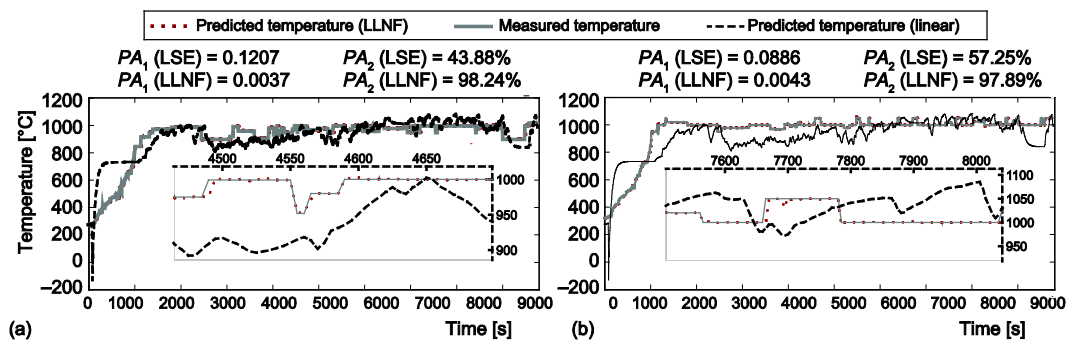 Predicted temperature (LLNF) Measured temperature Predicted temperature (linear)
PA1 (LSE) = 0.1207 PA2 (LSE) = 43.88%
PA1 (LLNF) = 0.0037 PA2 (LLNF) = 98.24%
PA1 (LSE) = 0.0886 PA2 (LSE) = 57.25%
PA1 (LLNF) = 0.0043 PA2 (LLNF) = 97.89%
Temperature [°C]
1200
1000
800
600
400
200
0
–200
4500 4550 4600 4650
1000
950
900
0 1000 2000 3000 4000 5000 6000 7000 8000 9000
Time [s]
(a)
1200
1000
800
600
400
200
0
–200
7600 7700 7800 7900 8000
1100
1050
1000
950
0 1000 2000 3000 4000 5000 6000 7000 8000 9000
Time [s]
(b)